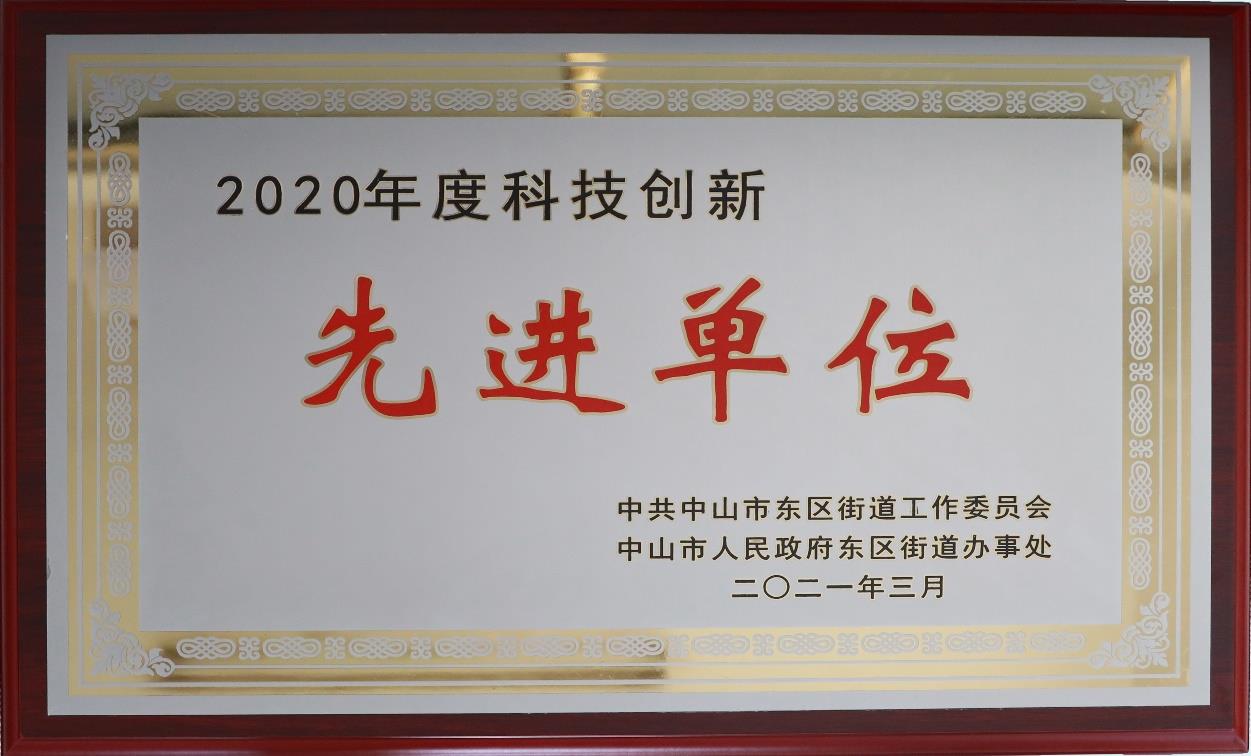 2020年度科技创新
先进单位
中共中山市东区街道工作委员会
中山市人民政府东区街道办事处
二〇二一年三月